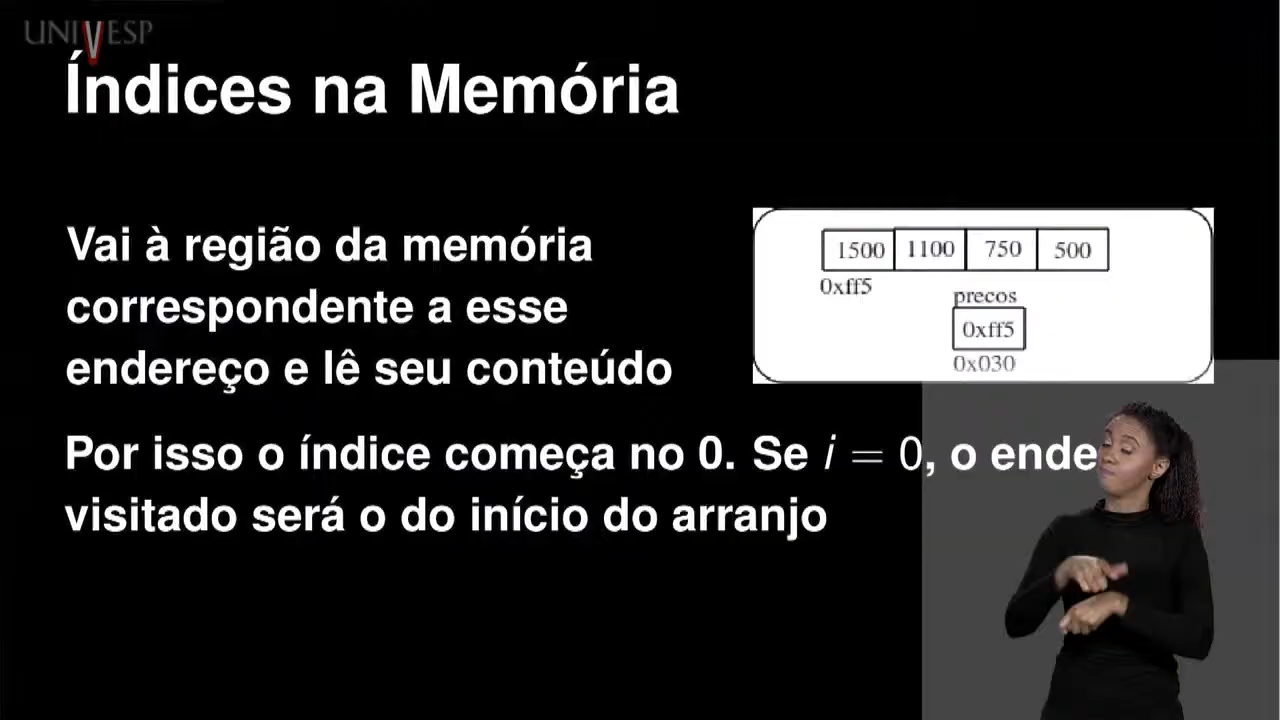 UNIVESP
Índices na Memória
Vai à região da memória
correspondente a esse
endereço e lê seu conteúdo
1500 1100 750 500
0xff5
precos
0xff5
0x030
Por isso o índice começa no 0. Se i = 0, o ende
visitado será o do início do arranjo